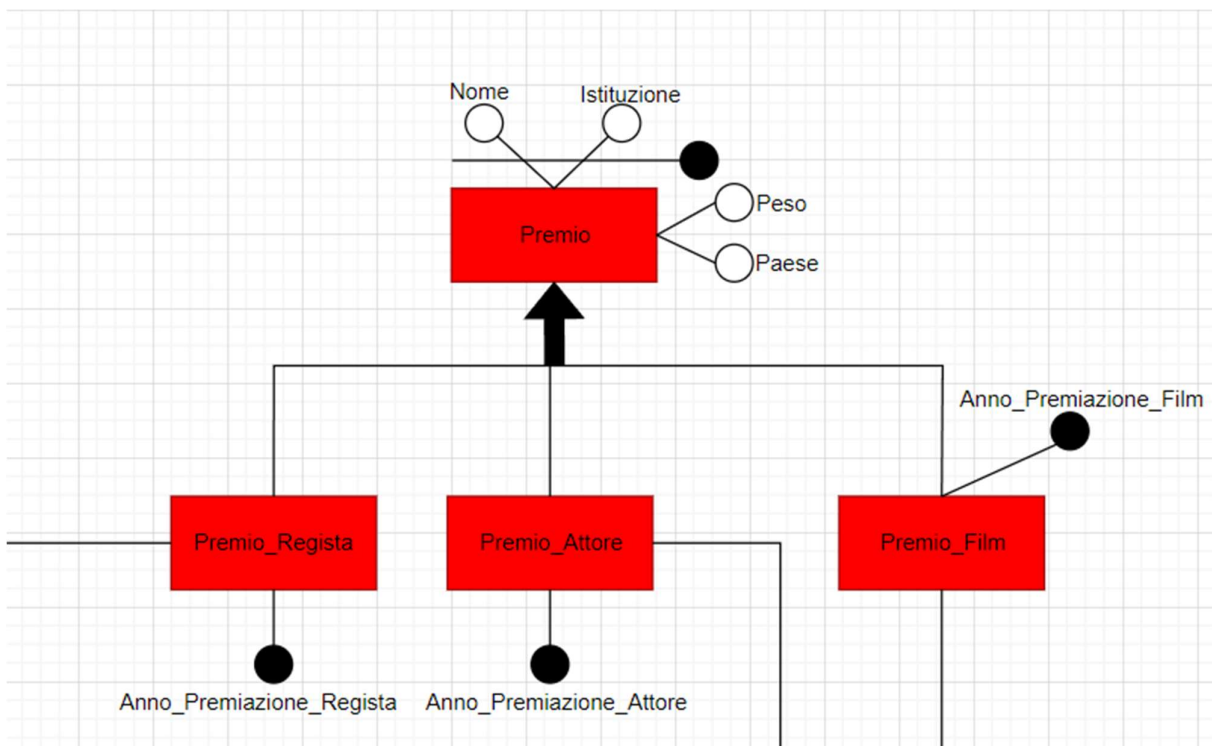 Nome
Istituzione
Peso
Premio
Paese
Anno_Premiazione_Film
Premio_Regista
Premio_Attore
Premio_Film
Anno_Premiazione_Regista
Anno_Premiazione_Attore